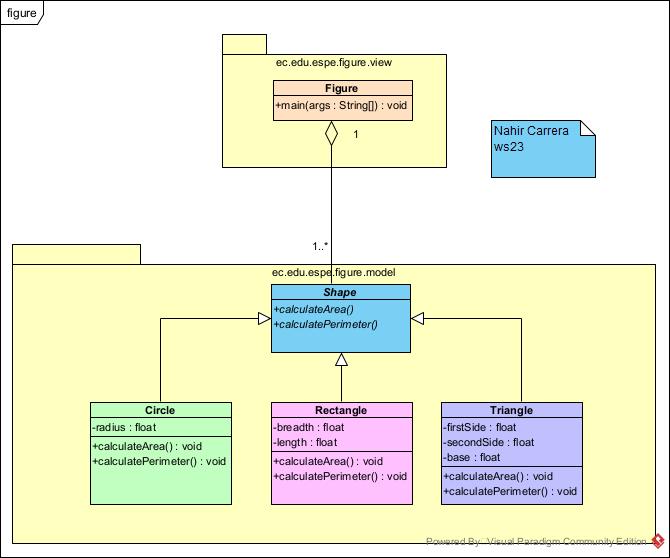 figure
ec.edu.espe.figure.view
Figure
+main(args : String[]) : void
1
Nahir Carrera
ws23
1..*
ec.edu.espe.figure.model
Shape
+calculateArea()
+calculatePerimeter()
Circle
-radius : float
+calculateArea() : void
+calculatePerimeter() : void
Rectangle
-breadth : float
-length : float
+calculateArea() : void
+calculatePerimeter() : void
Triangle
-firstSide : float
-secondSide : float
-base : float
+calculateArea() : void
+calculatePerimeter() : void
Powered By Visual Paradigm Community Edition